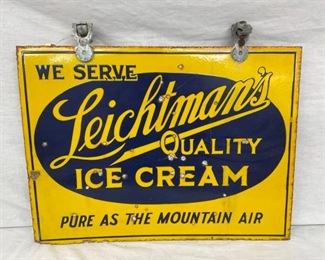 WE SERVE
Leichtman's
QUALITY
ICE CREAM
PURE AS THE MOUNTAIN AIR